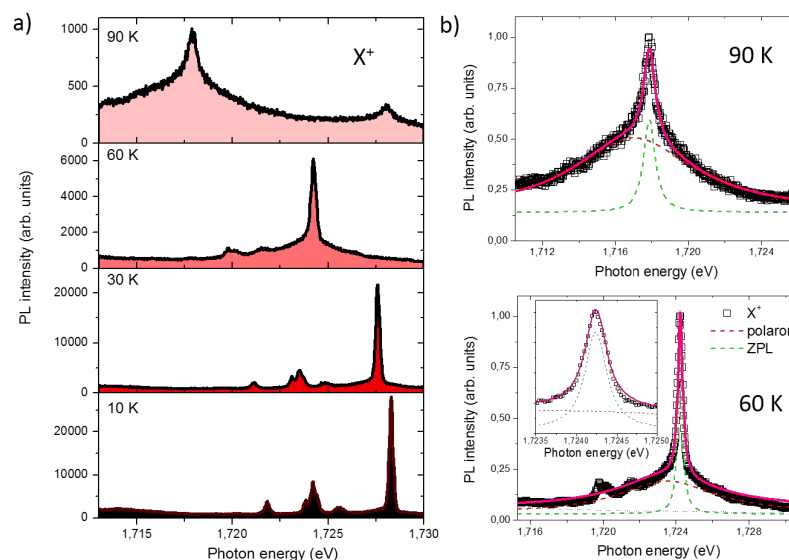 a)
90 K
X⁺
1000
750
500
250
60 K
6000
4000
2000
0
30 K
20000
10000
0
10 K
20000
10000
0
PL intensity (arb. units)
1,715 1,720 1,725 1,730
Photon energy (eV)
b)
90 K
1,00
0,75
0,50
0,25
0,00
PL intensity (arb. units)
1,712 1,716 1,720 1,724
Photon energy (eV)
60 K
X⁺
polaron
ZPL
1,00
0,75
0,50
0,25
0,00
PL intensity (arb. units)
1,7235 1,7240 1,7245 1,7250
Photon energy (eV)
1,716 1,720 1,724 1,728
Photon energy (eV)